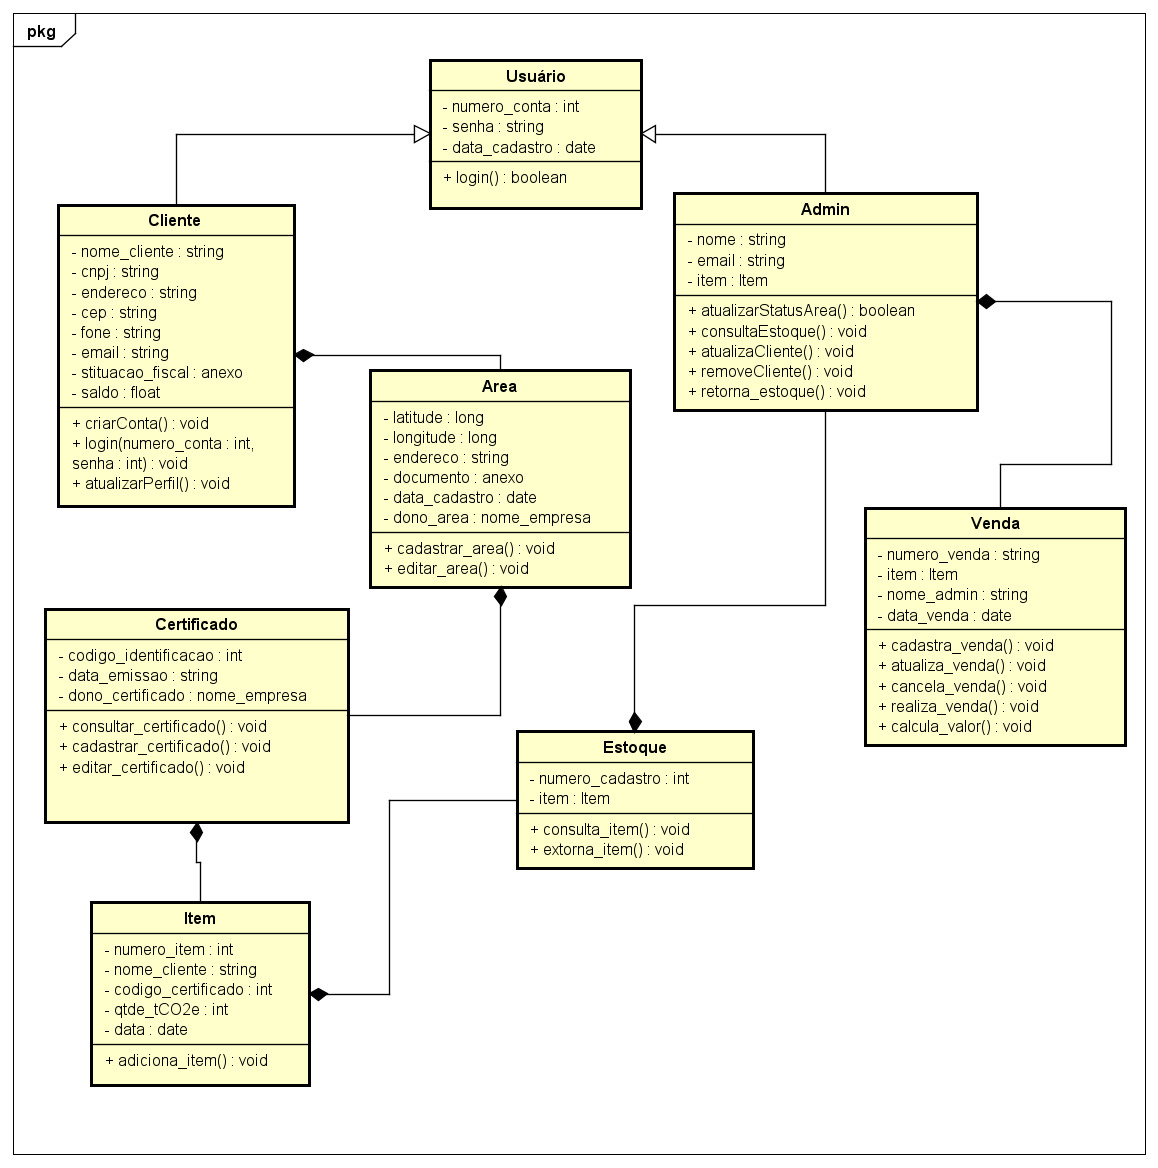 pkg
Usuário
- numero_conta : int
- senha : string
- data_cadastro : date
+ login() : boolean
Cliente
- nome_cliente : string
- cnpj : string
- endereco : string
- cep : string
- fone : string
- email : string
- stituacao_fiscal : anexo
- saldo : float
+ criarConta() : void
+ login(numero_conta : int,
senha : int) : void
+ atualizarPerfil() : void
Admin
- nome : string
- email : string
- item : Item
+ atualizarStatusArea() : boolean
+ consultaEstoque() : void
+ atualizaCliente() : void
+ removeCliente() : void
+ retorna_estoque() : void
Area
- latitude : long
- longitude : long
- endereco : string
- documento : anexo
- data_cadastro : date
- dono_area : nome_empresa
+ cadastrar_area() : void
+ editar_area() : void
Venda
- numero_venda : string
- item : Item
- nome_admin : string
- data_venda : date
+ cadastra_venda() : void
+ atualiza_venda() : void
+ cancela_venda() : void
+ realiza_venda() : void
+ calcula_valor() : void
Certificado
- codigo_identificacao : int
- data_emissao : string
- dono_certificado : nome_empresa
+ consultar_certificado() : void
+ cadastrar_certificado() : void
+ editar_certificado() : void
Estoque
- numero_cadastro : int
- item : Item
+ consulta_item() : void
+ extorna_item() : void
Item
- numero_item : int
- nome_cliente : string
- codigo_certificado : int
- qtde_tCO2e : int
- data : date
+ adiciona_item() : void